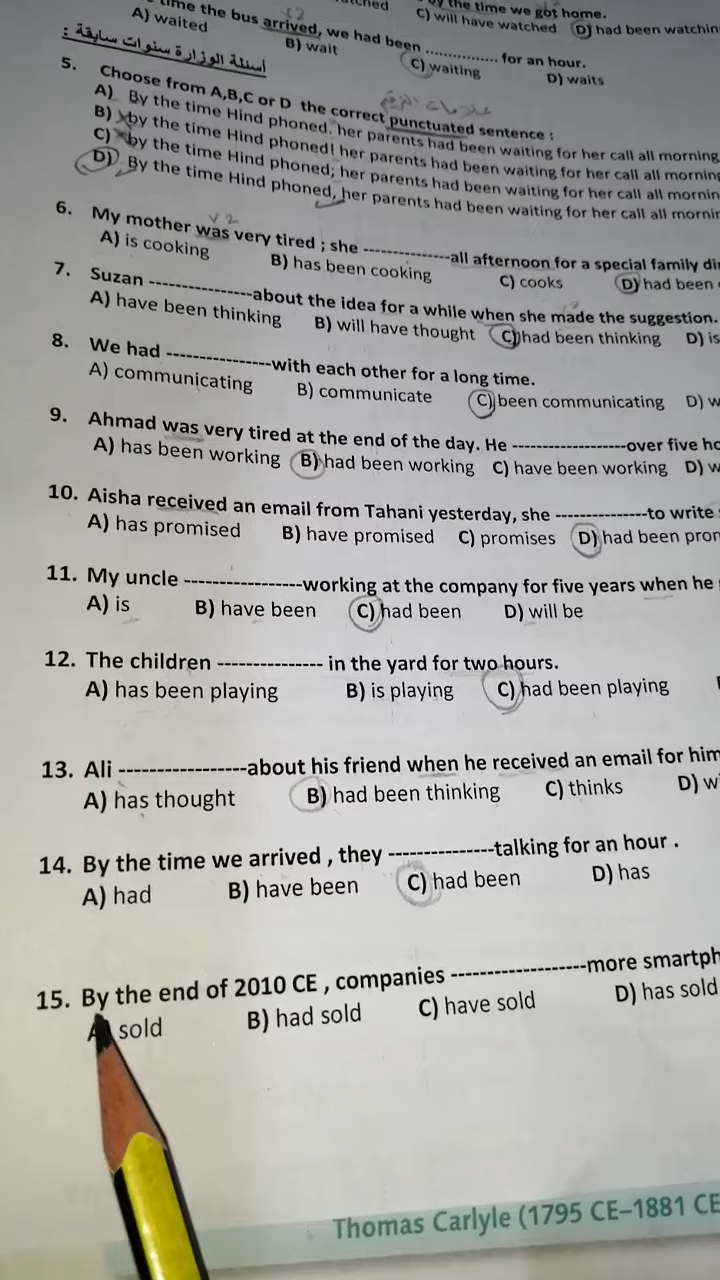 by the time we got home.
C) will have watched D) had been watchin
time the bus arrived, we had been .............. for an hour.
A) waited B) wait C) waiting D) waits
أسئلة الوزارة سنوات سابقة :
5. Choose from A,B,C or D the correct punctuated sentence :
A) By the time Hind phoned. her parents had been waiting for her call all morning
B) by the time Hind phoned! her parents had been waiting for her call all morning
C) by the time Hind phoned; her parents had been waiting for her call all mornin
D) By the time Hind phoned, her parents had been waiting for her call all mornin
v2
6. My mother was very tired ; she ---------------all afternoon for a special family di
A) is cooking B) has been cooking C) cooks D) had been
7. Suzan ------------------about the idea for a while when she made the suggestion.
A) have been thinking B) will have thought C) had been thinking D) is
8. We had ------------------with each other for a long time.
A) communicating B) communicate C) been communicating D) w
9. Ahmad was very tired at the end of the day. He -------------------over five ho
A) has been working B) had been working C) have been working D) w
10. Aisha received an email from Tahani yesterday, she ---------------to write
A) has promised B) have promised C) promises D) had been pro
11. My uncle -----------------working at the company for five years when he
A) is B) have been C) had been D) will be
12. The children --------------- in the yard for two hours.
A) has been playing B) is playing C) had been playing
13. Ali -----------------about his friend when he received an email for him
A) has thought B) had been thinking C) thinks D) w
14. By the time we arrived , they ---------------talking for an hour .
A) had B) have been C) had been D) has
15. By the end of 2010 CE , companies -------------------more smartph
A) sold B) had sold C) have sold D) has sold
Thomas Carlyle (1795 CE–1881 CE